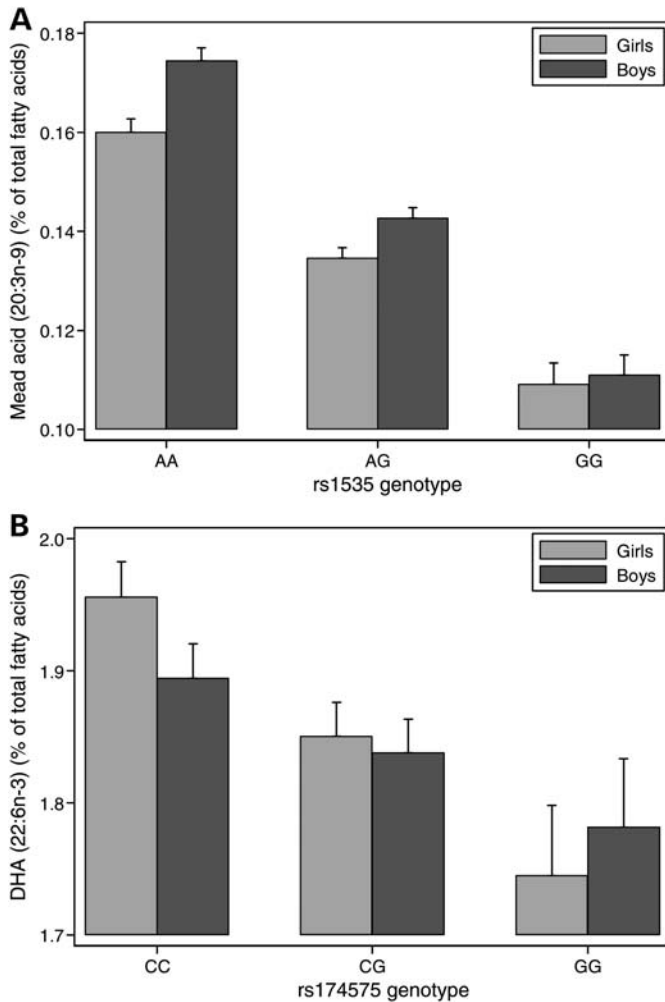 A
Mead acid (20:3n-9) (% of total fatty acids)
0.18
0.16
0.14
0.12
0.10
Girls
Boys
AA
AG
GG
rs1535 genotype
B
DHA (22:6n-3) (% of total fatty acids)
2.0
1.9
1.8
1.7
Girls
Boys
CC
CG
GG
rs174575 genotype